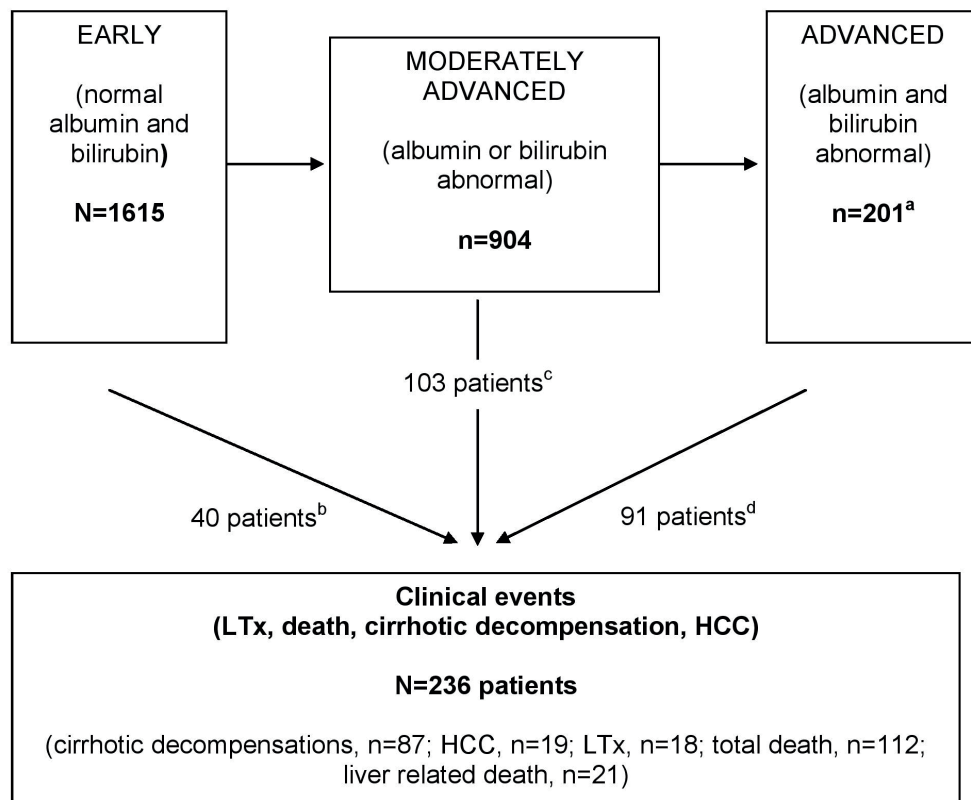 EARLY
(normal
albumin and
bilirubin)
N=1615
MODERATELY
ADVANCED
(albumin or bilirubin
abnormal)
n=904
ADVANCED
(albumin and
bilirubin
abnormal)
n=201ᵃ
103 patientsᶜ
40 patientsᵇ
91 patientsᵈ
Clinical events
(LTx, death, cirrhotic decompensation, HCC)
N=236 patients
(cirrhotic decompensations, n=87; HCC, n=19; LTx, n=18; total death, n=112;
liver related death, n=21)